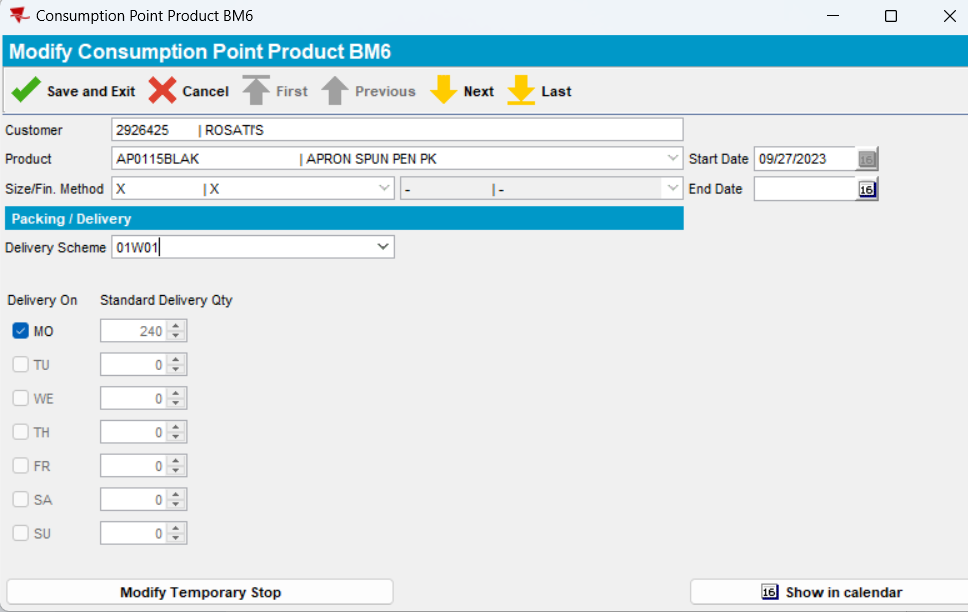 Consumption Point Product BM6
Modify Consumption Point Product BM6
Save and Exit Cancel First Previous Next Last
Customer 2926425 | ROSATI'S
Product AP0115BLAK | APRON SPUN PEN PK Start Date 09/27/2023 16
Size/Fin. Method X | X - | - End Date 16
Packing / Delivery
Delivery Scheme 01W01
Delivery On Standard Delivery Qty
MO 240
TU 0
WE 0
TH 0
FR 0
SA 0
SU 0
Modify Temporary Stop 16 Show in calendar